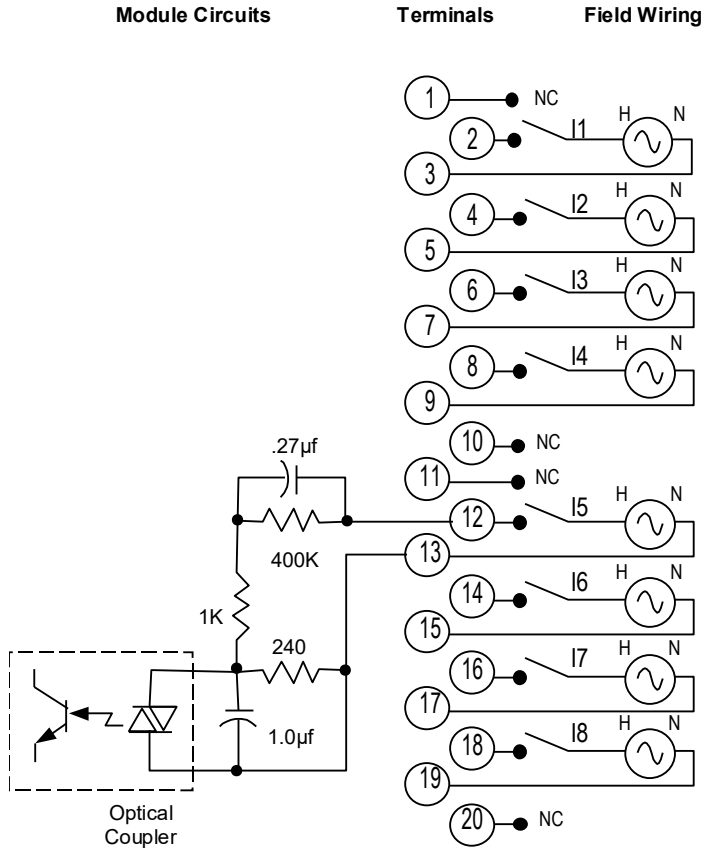 Module Circuits Terminals Field Wiring
1 NC
2 I1 H N
3
4 I2 H N
5
6 I3 H N
7
8 I4 H N
9
10 NC
.27µf
11 NC
12 I5 H N
400K
13
14 I6 H N
1K
15
240
16 I7 H N
17
1.0µf
18 I8 H N
19
20 NC
Optical
Coupler